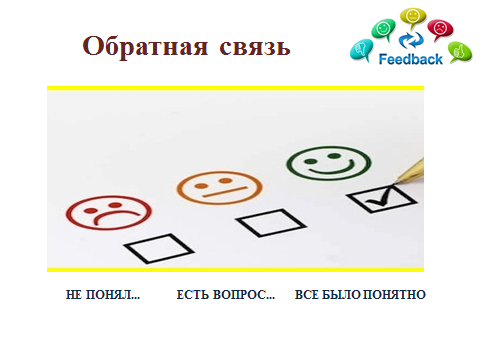 Обратная связь
Feedback
НЕ ПОНЯЛ...
ЕСТЬ ВОПРОС...
ВСЕ БЫЛО ПОНЯТНО